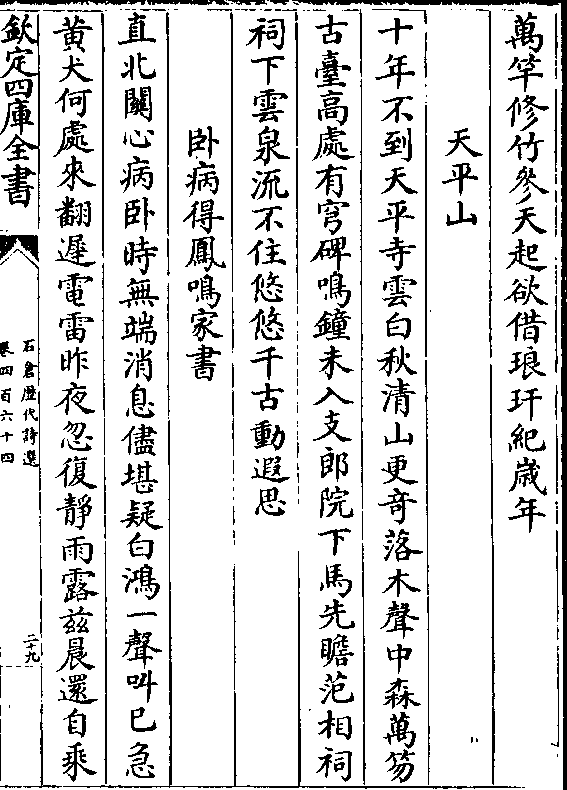 萬竿修竹參天起欲借琅玕紀歲年
天平山
十年不到天平寺雲白秋清山更奇落木聲中森萬笏
古臺高處有穹碑鳴鐘未入支郎院下馬先瞻范相祠
祠下雲泉流不住悠悠千古動遐思
卧病得鳳鳴家書
直北關心病卧時無端消息儘堪疑白鴻一聲叫已急
黃犬何處來翻遲電雷昨夜忽復靜雨露兹晨還自乘
欽定四庫全書
石倉歷代詩選
卷四百六十四
二十九